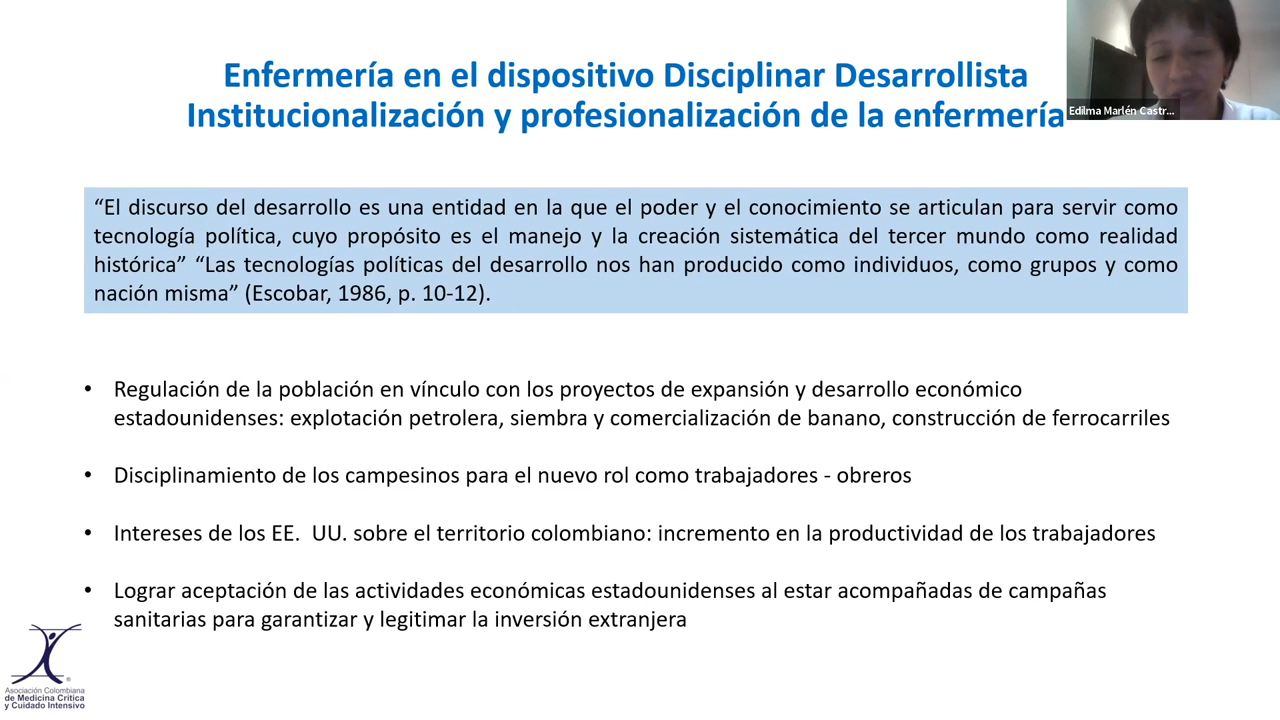 Enfermería en el dispositivo Disciplinar Desarrollista
Institucionalización y profesionalización de la enfermería
Edilma Marlén Castr...
“El discurso del desarrollo es una entidad en la que el poder y el conocimiento se articulan para servir como
tecnología política, cuyo propósito es el manejo y la creación sistemática del tercer mundo como realidad
histórica” “Las tecnologías políticas del desarrollo nos han producido como individuos, como grupos y como
nación misma” (Escobar, 1986, p. 10-12).
• Regulación de la población en vínculo con los proyectos de expansión y desarrollo económico
estadounidenses: explotación petrolera, siembra y comercialización de banano, construcción de ferrocarriles
• Disciplinamiento de los campesinos para el nuevo rol como trabajadores - obreros
• Intereses de los EE.  UU. sobre el territorio colombiano: incremento en la productividad de los trabajadores
• Lograr aceptación de las actividades económicas estadounidenses al estar acompañadas de campañas
sanitarias para garantizar y legitimar la inversión extranjera
®
Asociación Colombiana
de Medicina Crítica
y Cuidado Intensivo